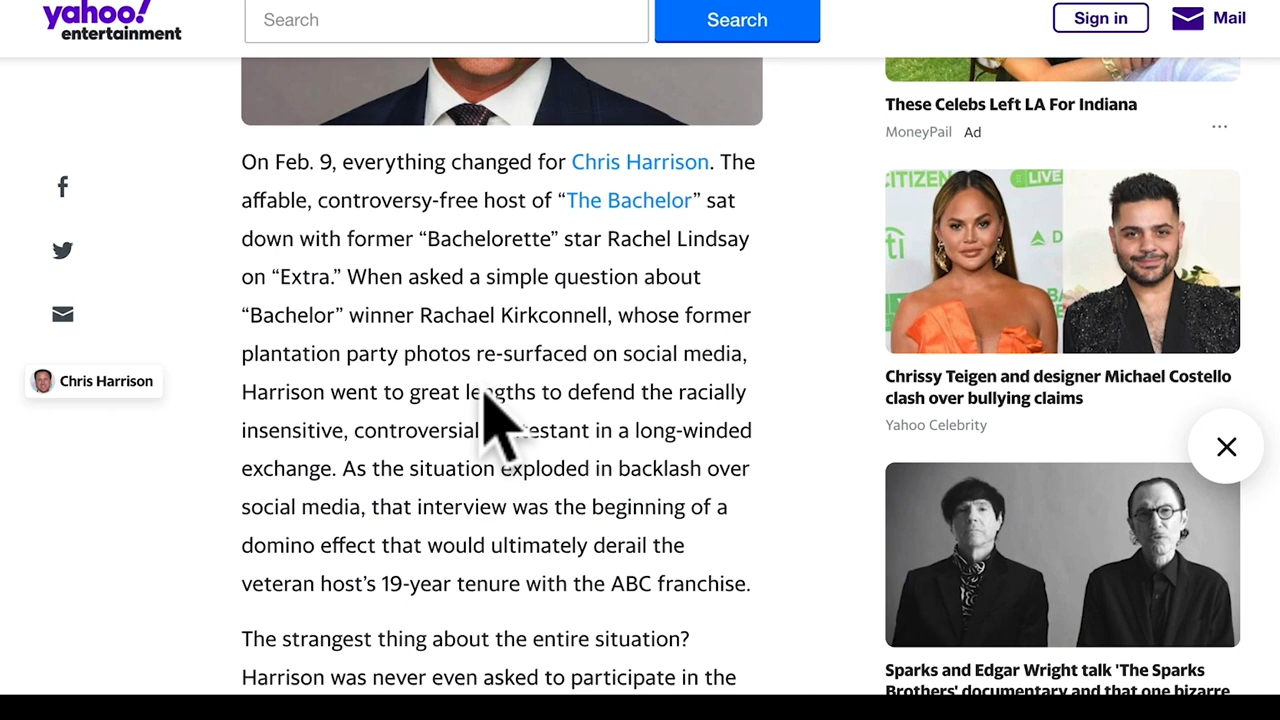 yahoo!
entertainment
Search
Search
Sign in
Mail
On Feb. 9, everything changed for Chris Harrison. The
affable, controversy-free host of “The Bachelor” sat
down with former “Bachelorette” star Rachel Lindsay
on “Extra.” When asked a simple question about
“Bachelor” winner Rachael Kirkconnell, whose former
plantation party photos re-surfaced on social media,
Harrison went to great lengths to defend the racially
insensitive, controversial in a long-winded
exchange. As the situation exploded in backlash over
social media, that interview was the beginning of a
domino effect that would ultimately derail the
veteran host’s 19-year tenure with the ABC franchise.
The strangest thing about the entire situation?
Harrison was never even asked to participate in the
Chris Harrison
These Celebs Left LA For Indiana
MoneyPail Ad
CITIZEN
LIVE
Chrissy Teigen and designer Michael Costello
clash over bullying claims
Yahoo Celebrity
Sparks and Edgar Wright talk 'The Sparks
Brothers' documentary and that one bizarre